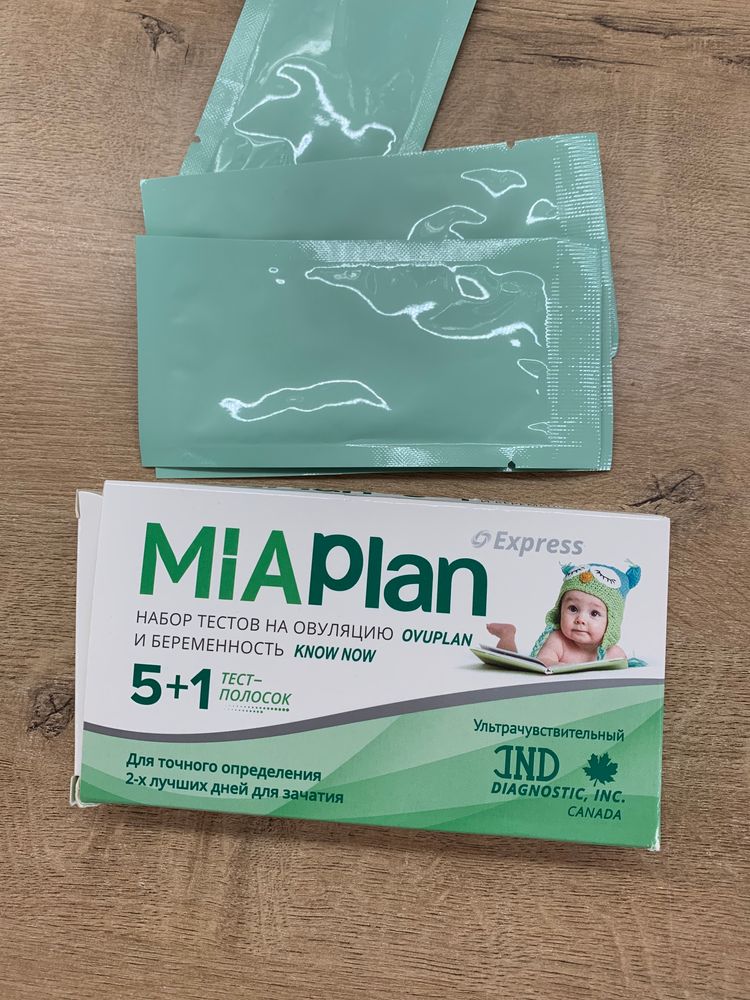 MiAplan
Express
НАБОР ТЕСТОВ НА ОВУЛЯЦИЮ OVUPLAN
И БЕРЕМЕННОСТЬ KNOW NOW
5+1 ТЕСТ–
ПОЛОСОК
Для точного определения
2-х лучших дней для зачатия
Ультрачувствительный
IND
DIAGNOSTIC, INC.
CANADA